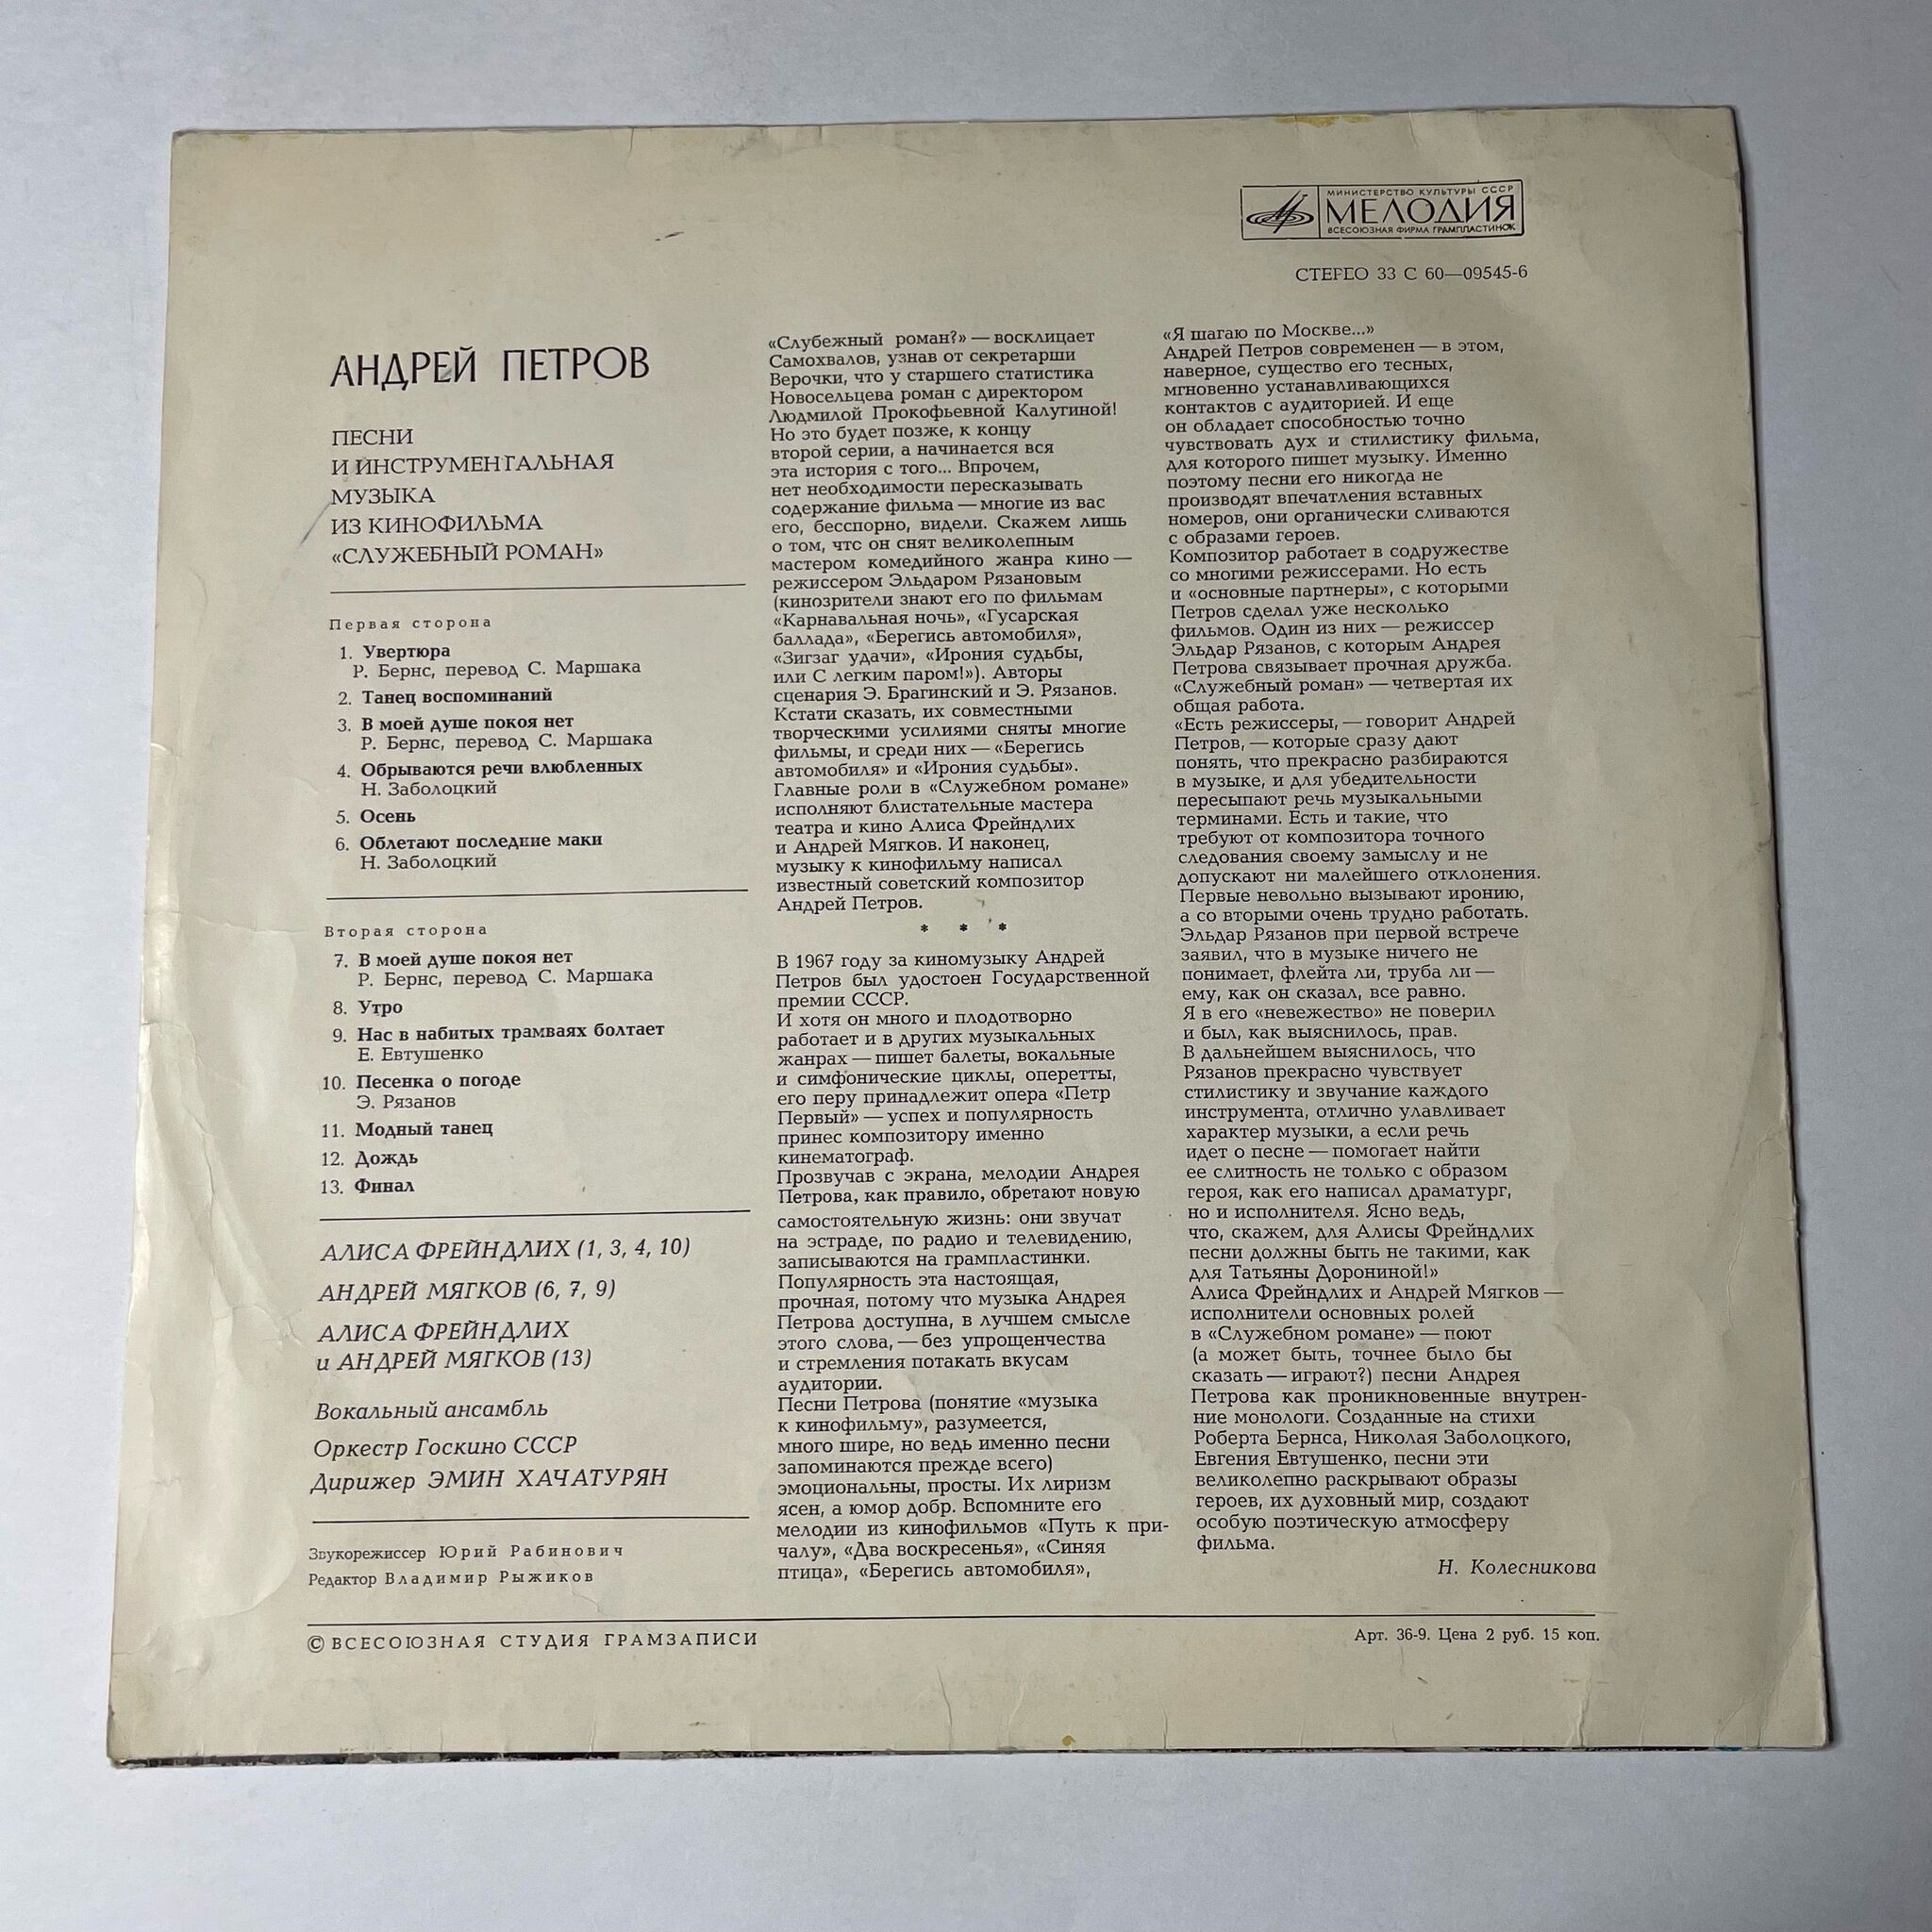 МИНИСТЕРСТВО КУЛЬТУРЫ СССР
МЕЛОДИЯ
ВСЕСОЮЗНАЯ ФИРМА ГРАМПЛАСТИНОК
СТЕРЕО 33 С 60—09545-6
АНДРЕЙ ПЕТРОВ
ПЕСНИ
И ИНСТРУМЕНТАЛЬНАЯ
МУЗЫКА
ИЗ КИНОФИЛЬМА
«СЛУЖЕБНЫЙ РОМАН»
Первая сторона
1. Увертюра
Р. Бернс, перевод С. Маршака
2. Танец воспоминаний
3. В моей душе покоя нет
Р. Бернс, перевод С. Маршака
4. Обрываются речи влюбленных
Н. Заболоцкий
5. Осень
6. Облетают последние маки
Н. Заболоцкий
Вторая сторона
7. В моей душе покоя нет
Р. Бернс, перевод С. Маршака
8. Утро
9. Нас в набитых трамваях болтает
Е. Евтушенко
10. Песенка о погоде
Э. Рязанов
11. Модный танец
12. Дождь
13. Финал
АЛИСА ФРЕЙНДЛИХ (1, 3, 4, 10)
АНДРЕЙ МЯГКОВ (6, 7, 9)
АЛИСА ФРЕЙНДЛИХ
и АНДРЕЙ МЯГКОВ (13)
Вокальный ансамбль
Оркестр Госкино СССР
Дирижер ЭМИН ХАЧАТУРЯН
Звукорежиссер Юрий Рабинович
Редактор Владимир Рыжиков
«Слубежный роман?» — восклицает
Самохвалов, узнав от секретарши
Верочки, что у старшего статистика
Новосельцева роман с директором
Людмилой Прокофьевной Калугиной!
Но это будет позже, к концу
второй серии, а начинается вся
эта история с того... Впрочем,
нет необходимости пересказывать
содержание фильма — многие из вас
его, бесспорно, видели. Скажем лишь
о том, что он снят великолепным
мастером комедийного жанра кино —
режиссером Эльдаром Рязановым
(кинозрители знают его по фильмам
«Карнавальная ночь», «Гусарская
баллада», «Берегись автомобиля»,
«Зигзаг удачи», «Ирония судьбы,
или С легким паром!»). Авторы
сценария Э. Брагинский и Э. Рязанов.
Кстати сказать, их совместными
творческими усилиями сняты многие
фильмы, и среди них — «Берегись
автомобиля» и «Ирония судьбы».
Главные роли в «Служебном романе»
исполняют блистательные мастера
театра и кино Алиса Фрейндлих
и Андрей Мягков. И наконец,
музыку к кинофильму написал
известный советский композитор
Андрей Петров.
* * *
В 1967 году за киномузыку Андрей
Петров был удостоен Государственной
премии СССР.
И хотя он много и плодотворно
работает и в других музыкальных
жанрах — пишет балеты, вокальные
и симфонические циклы, оперетты,
его перу принадлежит опера «Петр
Первый» — успех и популярность
принес композитору именно
кинематограф.
Прозвучав с экрана, мелодии Андрея
Петрова, как правило, обретают новую
самостоятельную жизнь: они звучат
на эстраде, по радио и телевидению,
записываются на грампластинки.
Популярность эта настоящая,
прочная, потому что музыка Андрея
Петрова доступна, в лучшем смысле
этого слова, — без упрощенчества
и стремления потакать вкусам
аудитории.
Песни Петрова (понятие «музыка
к кинофильму», разумеется,
много шире, но ведь именно песни
запоминаются прежде всего)
эмоциональны, просты. Их лиризм
ясен, а юмор добр. Вспомните его
мелодии из кинофильмов «Путь к при-
чалу», «Два воскресенья», «Синяя
птица», «Берегись автомобиля»,
«Я шагаю по Москве...»
Андрей Петров современен — в этом,
наверное, существо его тесных,
мгновенно устанавливающихся
контактов с аудиторией. И еще
он обладает способностью точно
чувствовать дух и стилистику фильма,
для которого пишет музыку. Именно
поэтому песни его никогда не
производят впечатления вставных
номеров, они органически сливаются
с образами героев.
Композитор работает в содружестве
со многими режиссерами. Но есть
и «основные партнеры», с которыми
Петров сделал уже несколько
фильмов. Один из них — режиссер
Эльдар Рязанов, с которым Андрея
Петрова связывает прочная дружба.
«Служебный роман» — четвертая их
общая работа.
«Есть режиссеры, — говорит Андрей
Петров, — которые сразу дают
понять, что прекрасно разбираются
в музыке, и для убедительности
пересыпают речь музыкальными
терминами. Есть и такие, что
требуют от композитора точного
следования своему замыслу и не
допускают ни малейшего отклонения.
Первые невольно вызывают иронию,
а со вторыми очень трудно работать.
Эльдар Рязанов при первой встрече
заявил, что в музыке ничего не
понимает, флейта ли, труба ли —
ему, как он сказал, все равно.
Я в его «невежество» не поверил
и был, как выяснилось, прав.
В дальнейшем выяснилось, что
Рязанов прекрасно чувствует
стилистику и звучание каждого
инструмента, отлично улавливает
характер музыки, а если речь
идет о песне — помогает найти
ее слитность не только с образом
героя, как его написал драматург,
но и исполнителя. Ясно ведь,
что, скажем, для Алисы Фрейндлих
песни должны быть не такими, как
для Татьяны Дорониной!»
Алиса Фрейндлих и Андрей Мягков —
исполнители основных ролей
в «Служебном романе» — поют
(а может быть, точнее было бы
сказать — играют?) песни Андрея
Петрова как проникновенные внутрен-
ние монологи. Созданные на стихи
Роберта Бернса, Николая Заболоцкого,
Евгения Евтушенко, песни эти
великолепно раскрывают образы
героев, их духовный мир, создают
особую поэтическую атмосферу
фильма.
Н. Колесникова
© ВСЕСОЮЗНАЯ СТУДИЯ ГРАМЗАПИСИ
Арт. 36-9. Цена 2 руб. 15 коп.